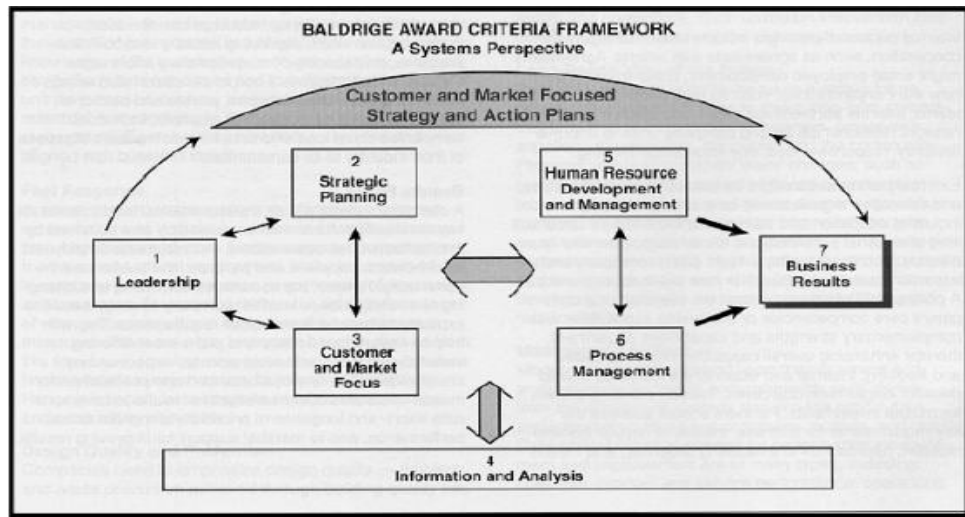 BALDRIGE AWARD CRITERIA FRAMEWORK
A Systems Perspective
Customer and Market Focused
Strategy and Action Plans
2
Strategic
Planning
5
Human Resource
Development
and Management
1
Leadership
7
Business
Results
3
Customer
and Market
Focus
6
Process
Management
4
Information and Analysis